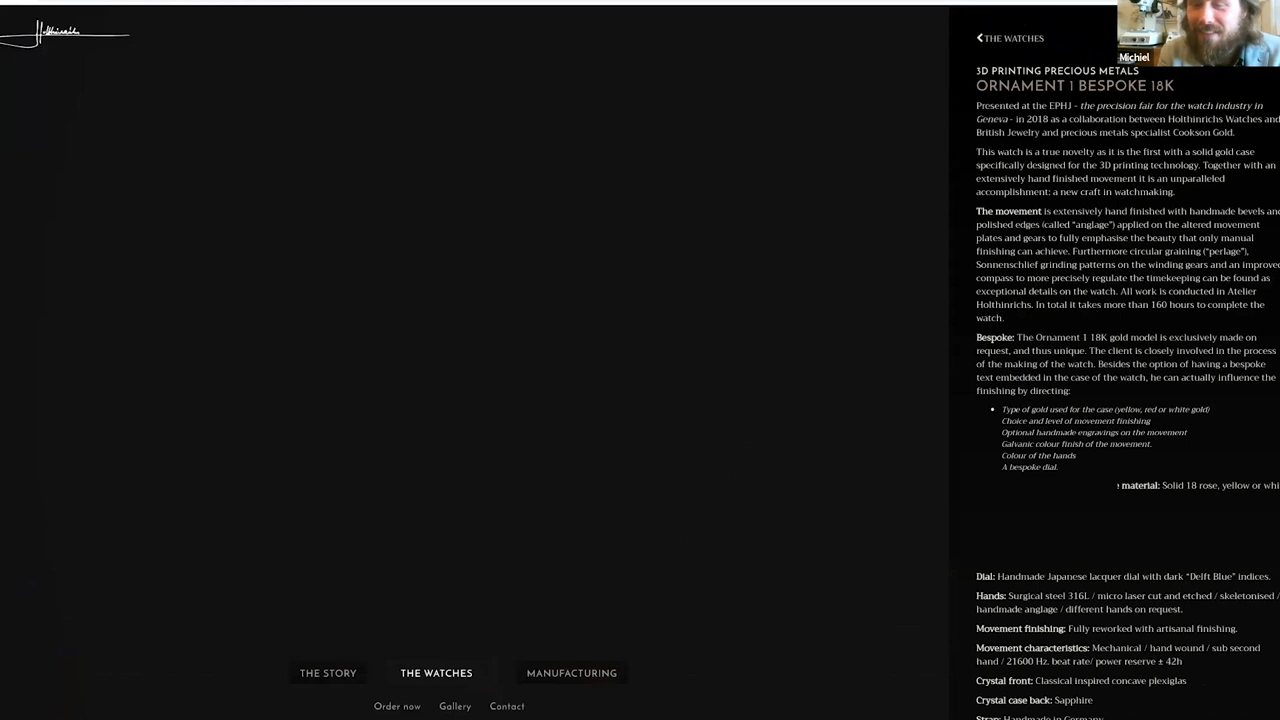 Holthinrichs
THE WATCHES
Michiel
3D PRINTING PRECIOUS METALS
ORNAMENT 1 BESPOKE 18K
Presented at the EPHJ - the precision fair for the watch industry in
Geneva - in 2018 as a collaboration between Holthinrichs Watches and
British Jewelry and precious metals specialist Cookson Gold.
This watch is a true novelty as it is the first with a solid gold case
specifically designed for the 3D printing technology. Together with an
extensively hand finished movement it is an unparalleled
accomplishment: a new craft in watchmaking.
The movement is extensively hand finished with handmade bevels and
polished edges (called “anglage”) applied on the altered movement
plates and gears to fully emphasise the beauty that only manual
finishing can achieve. Furthermore circular graining (“perlage”),
Sonnenschlief grinding patterns on the winding gears and an improved
compass to more precisely regulate the timekeeping can be found as
exceptional details on the watch. All work is conducted in Atelier
Holthinrichs. In total it takes more than 160 hours to complete the
watch.
Bespoke: The Ornament 1 18K gold model is exclusively made on
request, and thus unique. The client is closely involved in the process
of the making of the watch. Besides the option of having a bespoke
text embedded in the case of the watch, he can actually influence the
finishing by directing:
• Type of gold used for the case (yellow, red or white gold)
Choice and level of movement finishing
Optional handmade engravings on the movement
Galvanic colour finish of the movement.
Colour of the hands
A bespoke dial.
material: Solid 18 rose, yellow or whi
Dial: Handmade Japanese lacquer dial with dark “Delft Blue” indices.
Hands: Surgical steel 316L / micro laser cut and etched / skeletonised /
handmade anglage / different hands on request.
Movement finishing: Fully reworked with artisanal finishing.
Movement characteristics: Mechanical / hand wound / sub second
hand / 21600 Hz. beat rate/ power reserve ± 42h
Crystal front: Classical inspired concave plexiglas
Crystal case back: Sapphire
Strap: Handmade in Germany
THE STORY
THE WATCHES
MANUFACTURING
Order now
Gallery
Contact